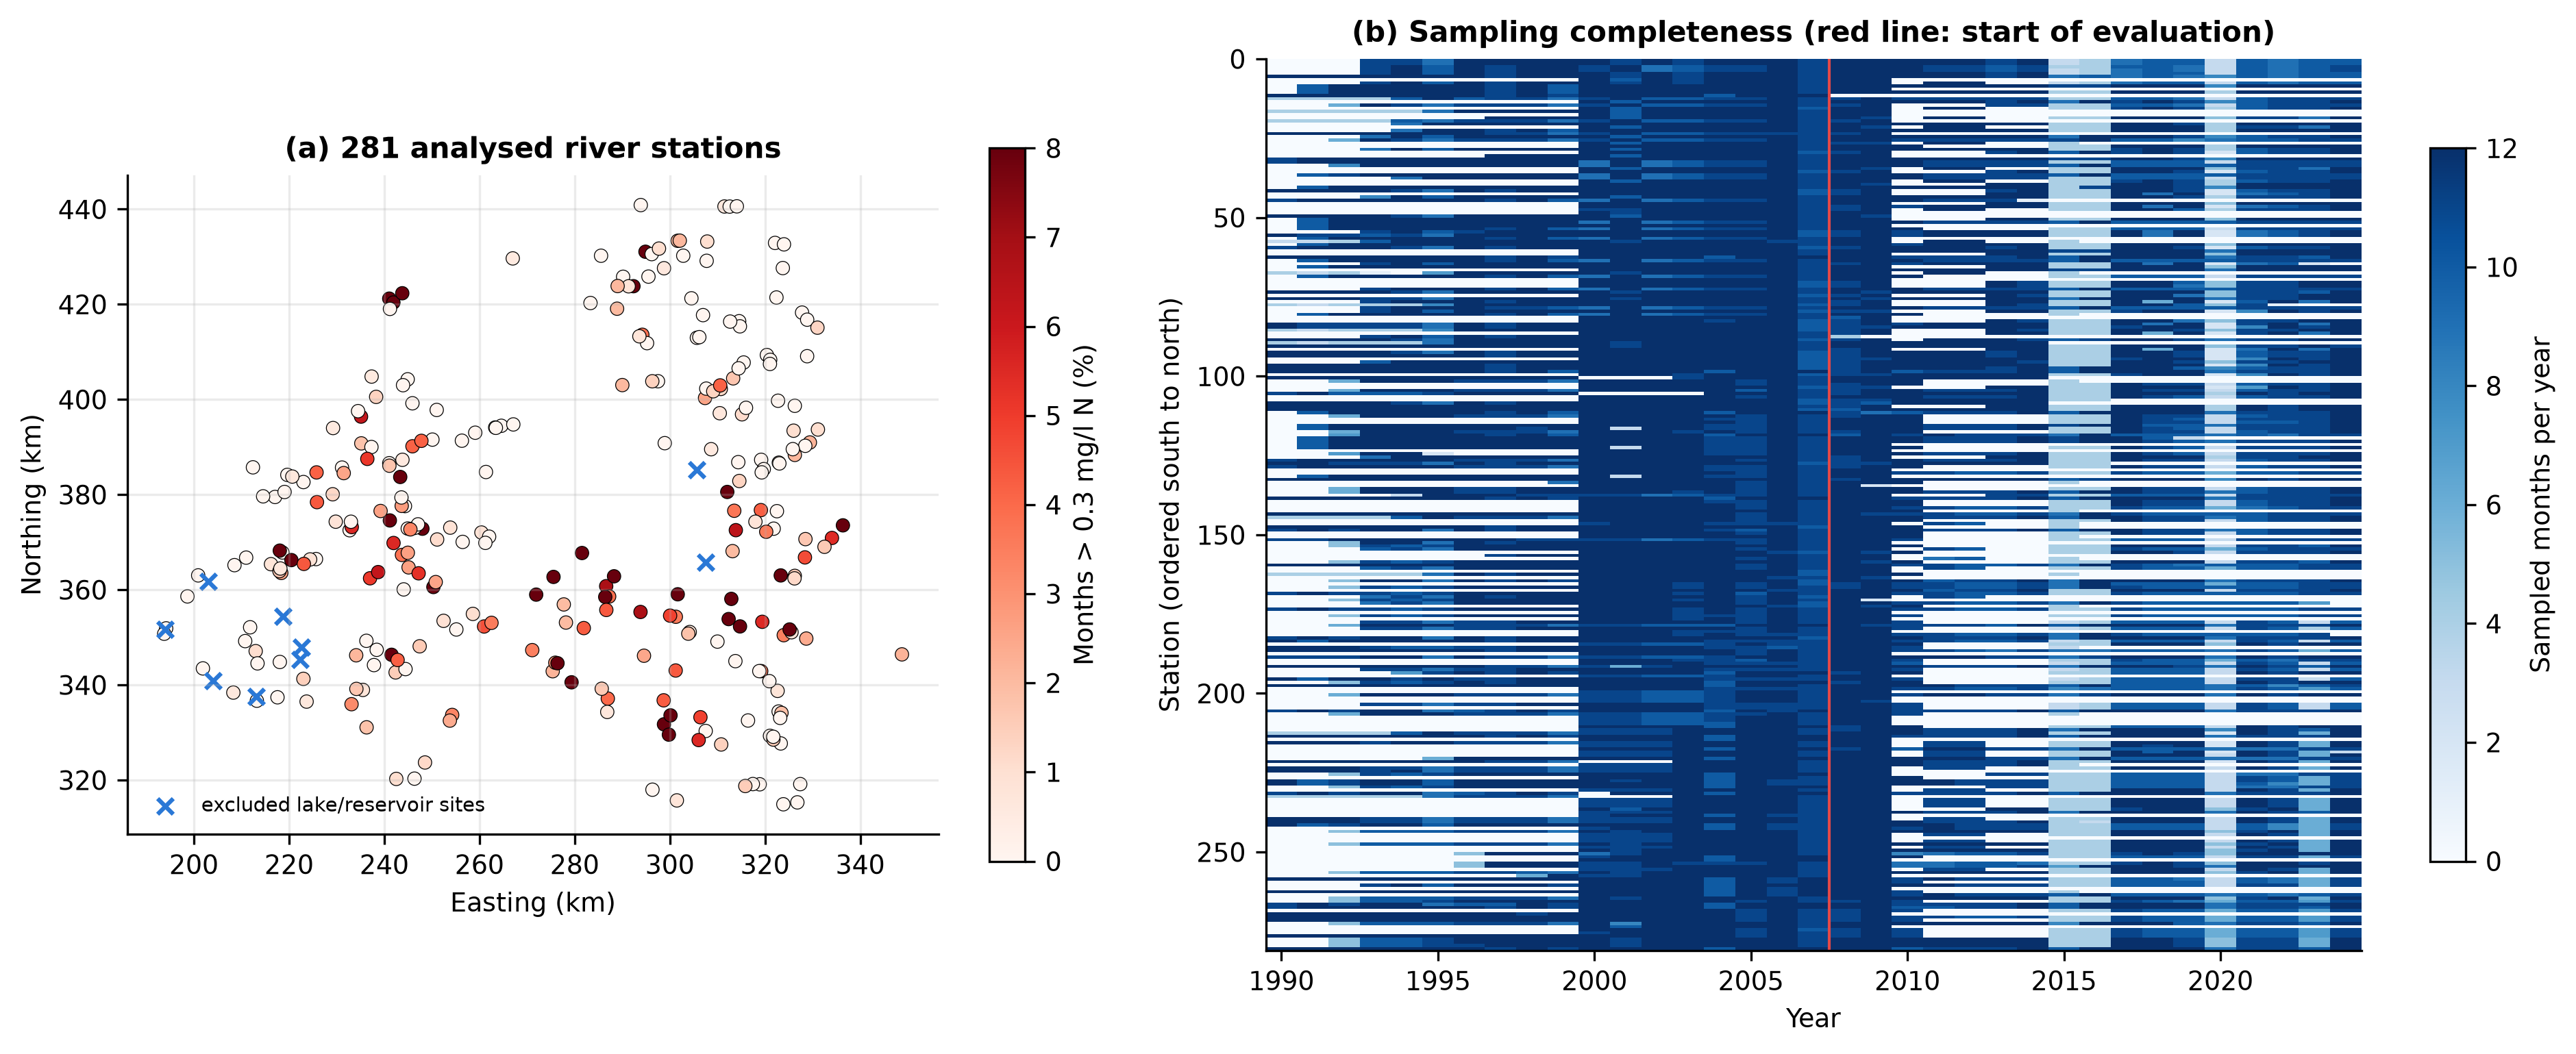 (a) 281 analysed river stations
440
420
400
380
360
340
320
Northing (km)
200 220 240 260 280 300 320 340
Easting (km)
excluded lake/reservoir sites
8
7
6
5
4
3
2
1
0
Months > 0.3 mg/l N (%)
(b) Sampling completeness (red line: start of evaluation)
0
50
100
150
200
250
Station (ordered south to north)
1990 1995 2000 2005 2010 2015 2020
Year
12
10
8
6
4
2
0
Sampled months per year